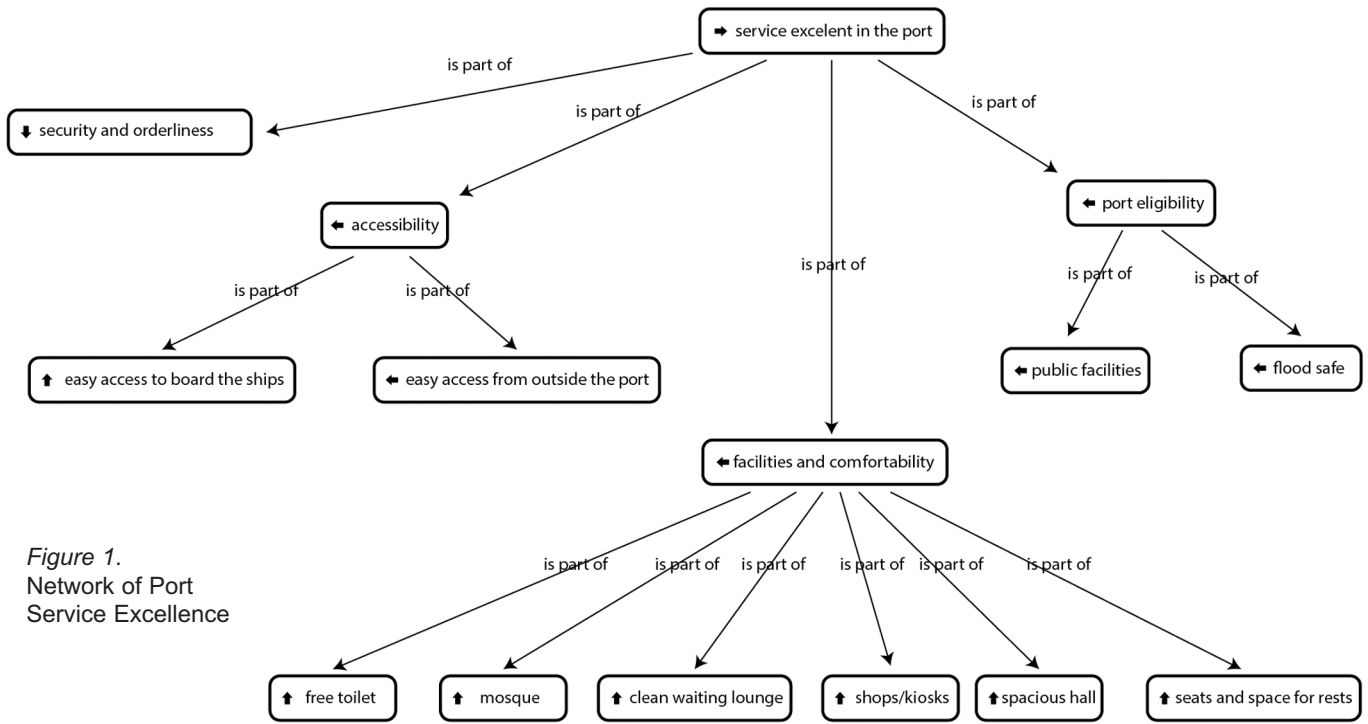 service excelent in the port
is part of
is part of
is part of
security and orderliness
accessibility
port eligibility
is part of
is part of
is part of
is part of
is part of
easy access to board the ships
easy access from outside the port
public facilities
flood safe
facilities and comfortability
Figure 1.
Network of Port
Service Excellence
is part of
is part of
is part of
is part of
is part of
is part of
free toilet
mosque
clean waiting lounge
shops/kiosks
spacious hall
seats and space for rests